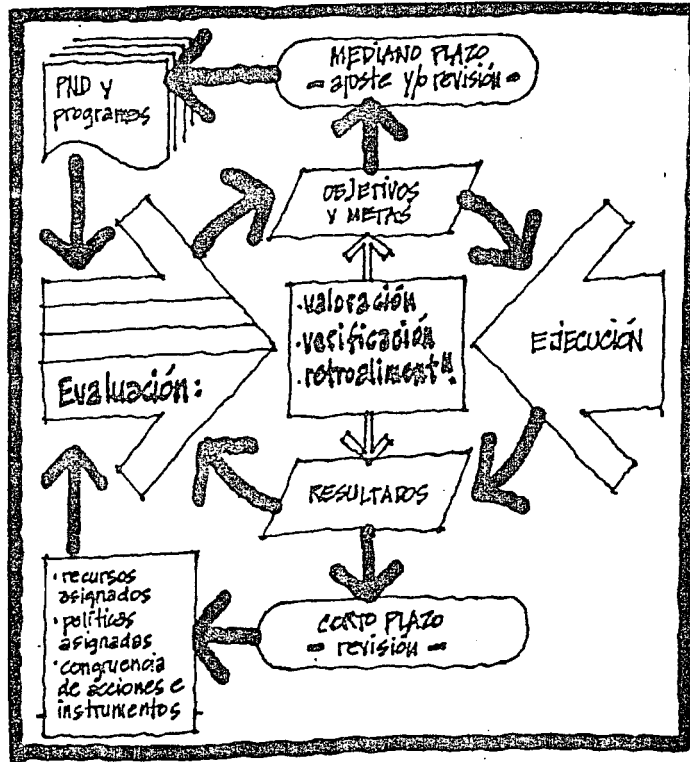 MEDIANO PLAZO
- ajuste y/o revisión -
PND y
programas
OBJETIVOS
Y METAS
• valoración
• verificación
• retroalimentn.
EJECUCIÓN
Evaluación:
RESULTADOS
• recursos
asignados
• políticas
asignadas
• congruencia
de acciones e
instrumentos
CORTO PLAZO
- revisión -